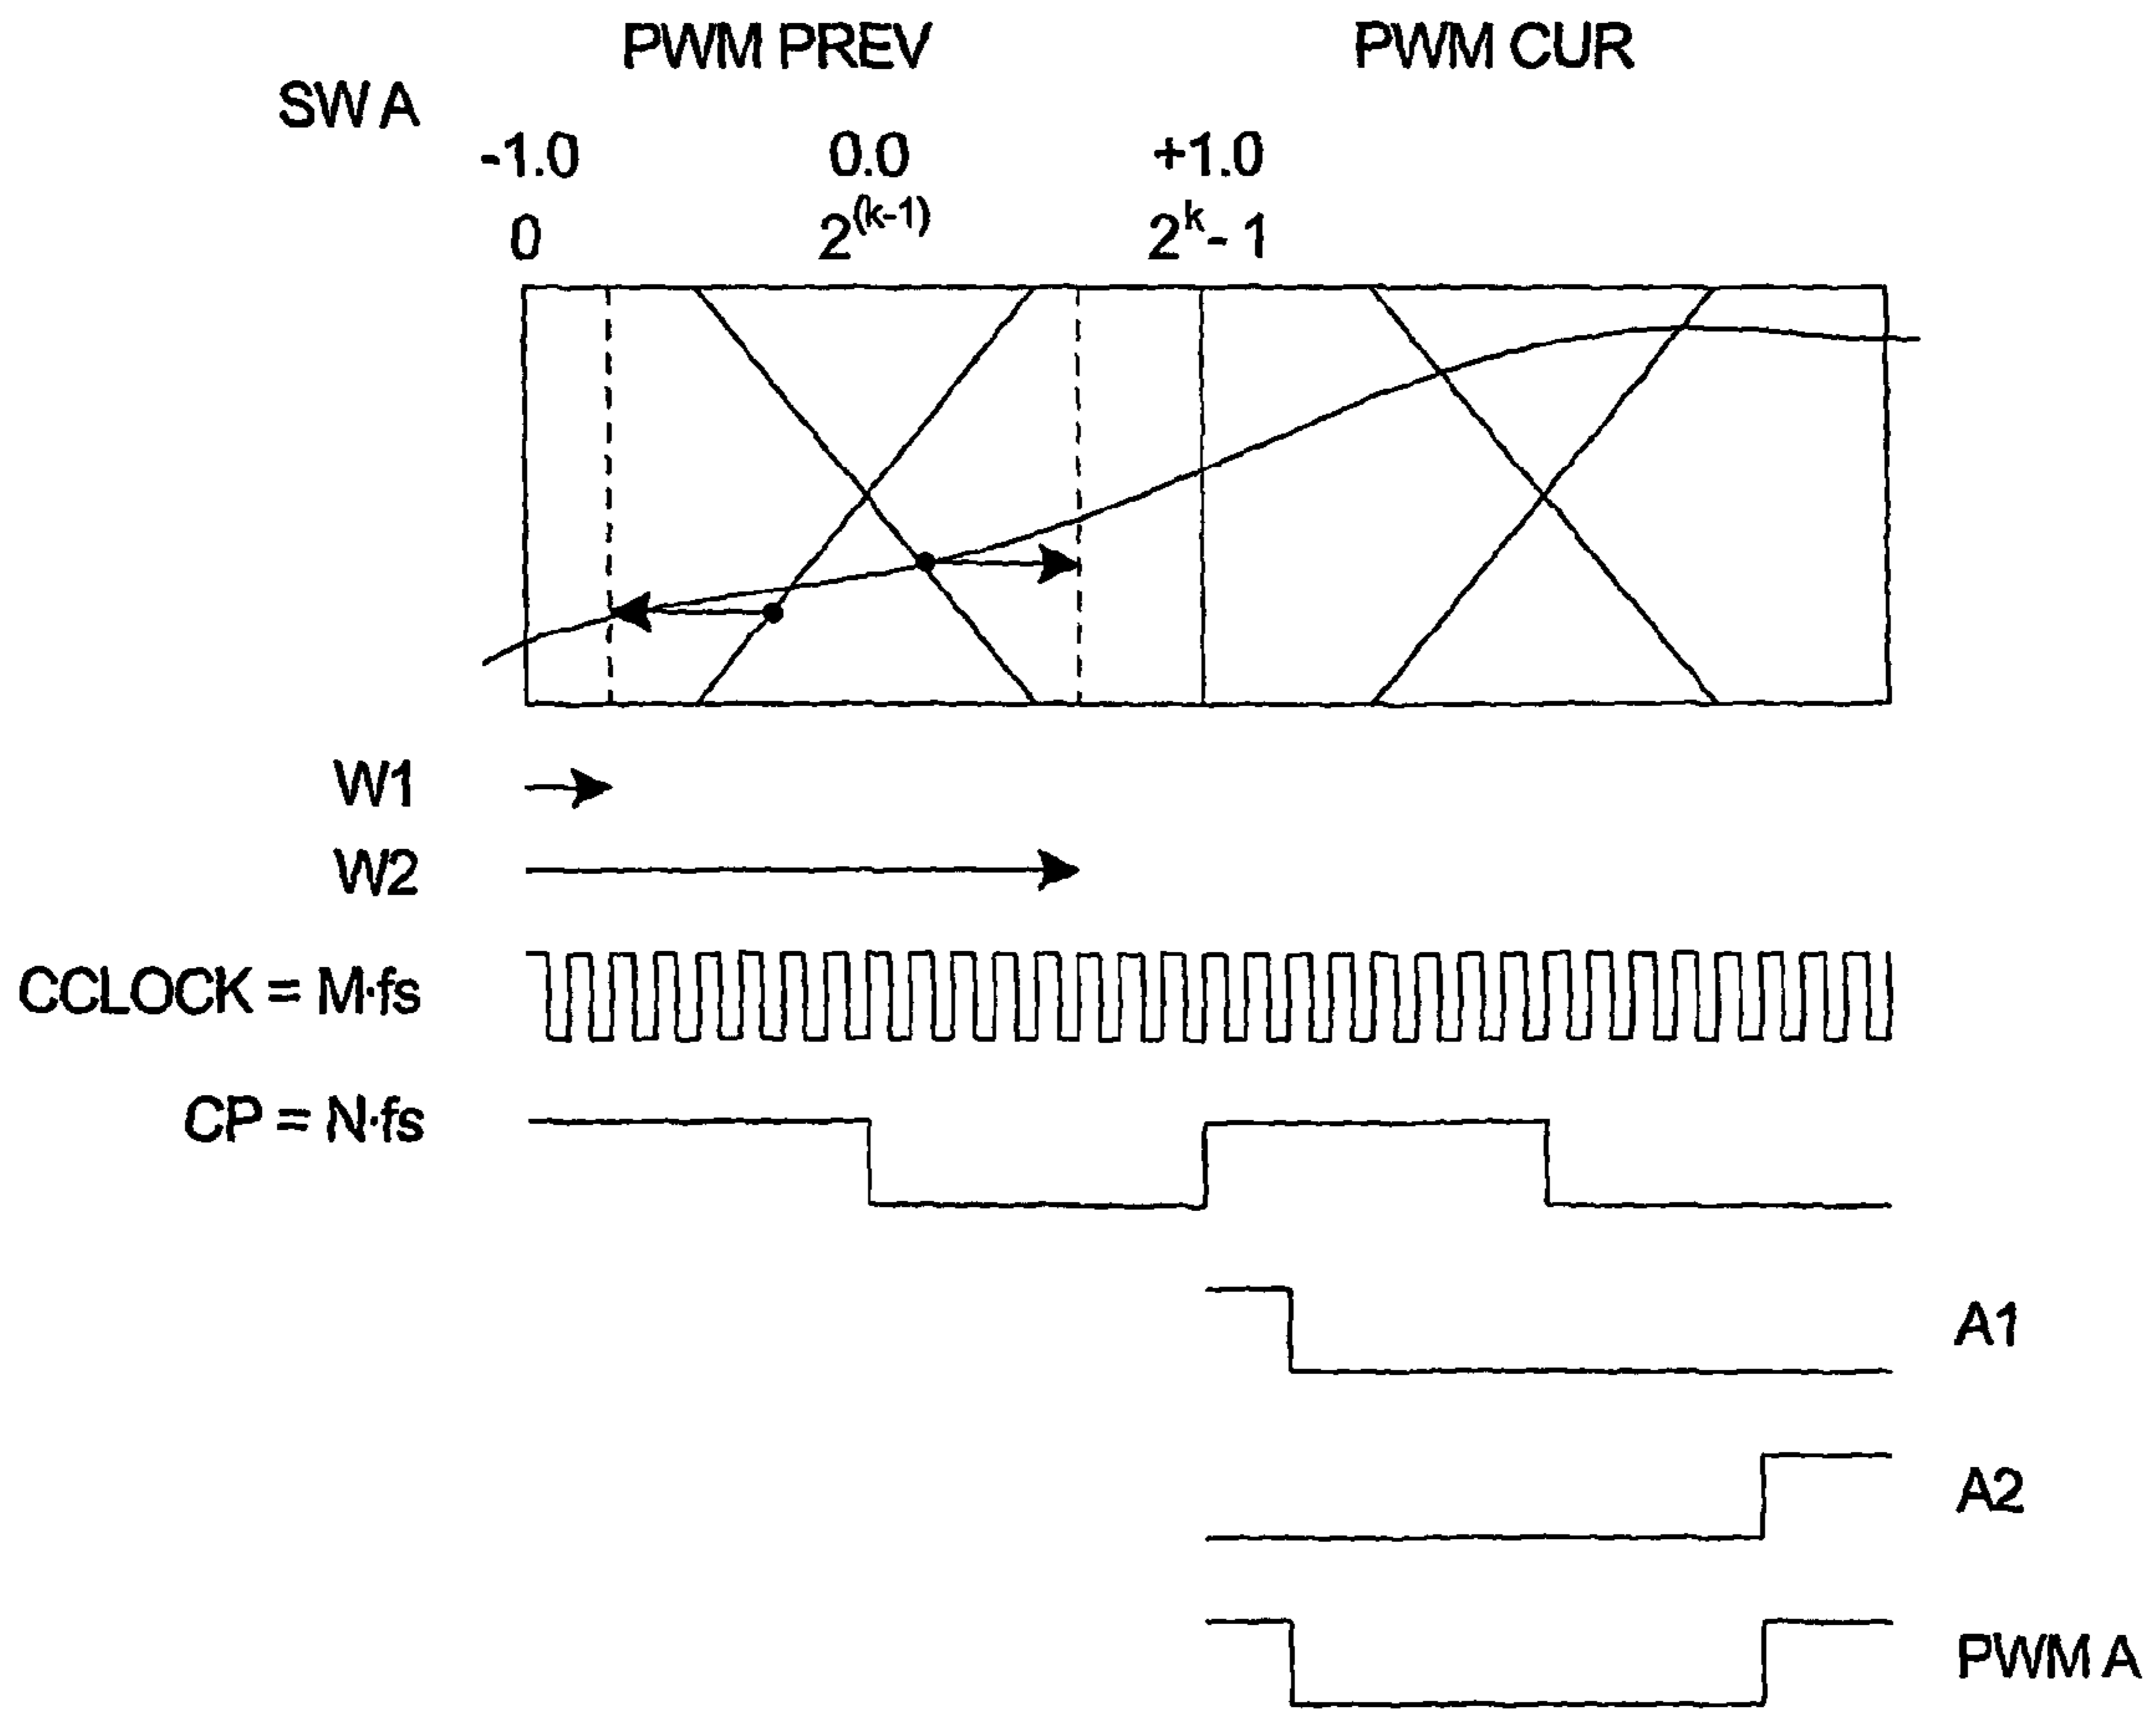 PWM PREV PWM CUR
SW A
-1.0 0.0 +1.0
0 2^(k-1) 2^k - 1
W1
W2
CCLOCK = M·fs
CP = N·fs
A1
A2
PWM A